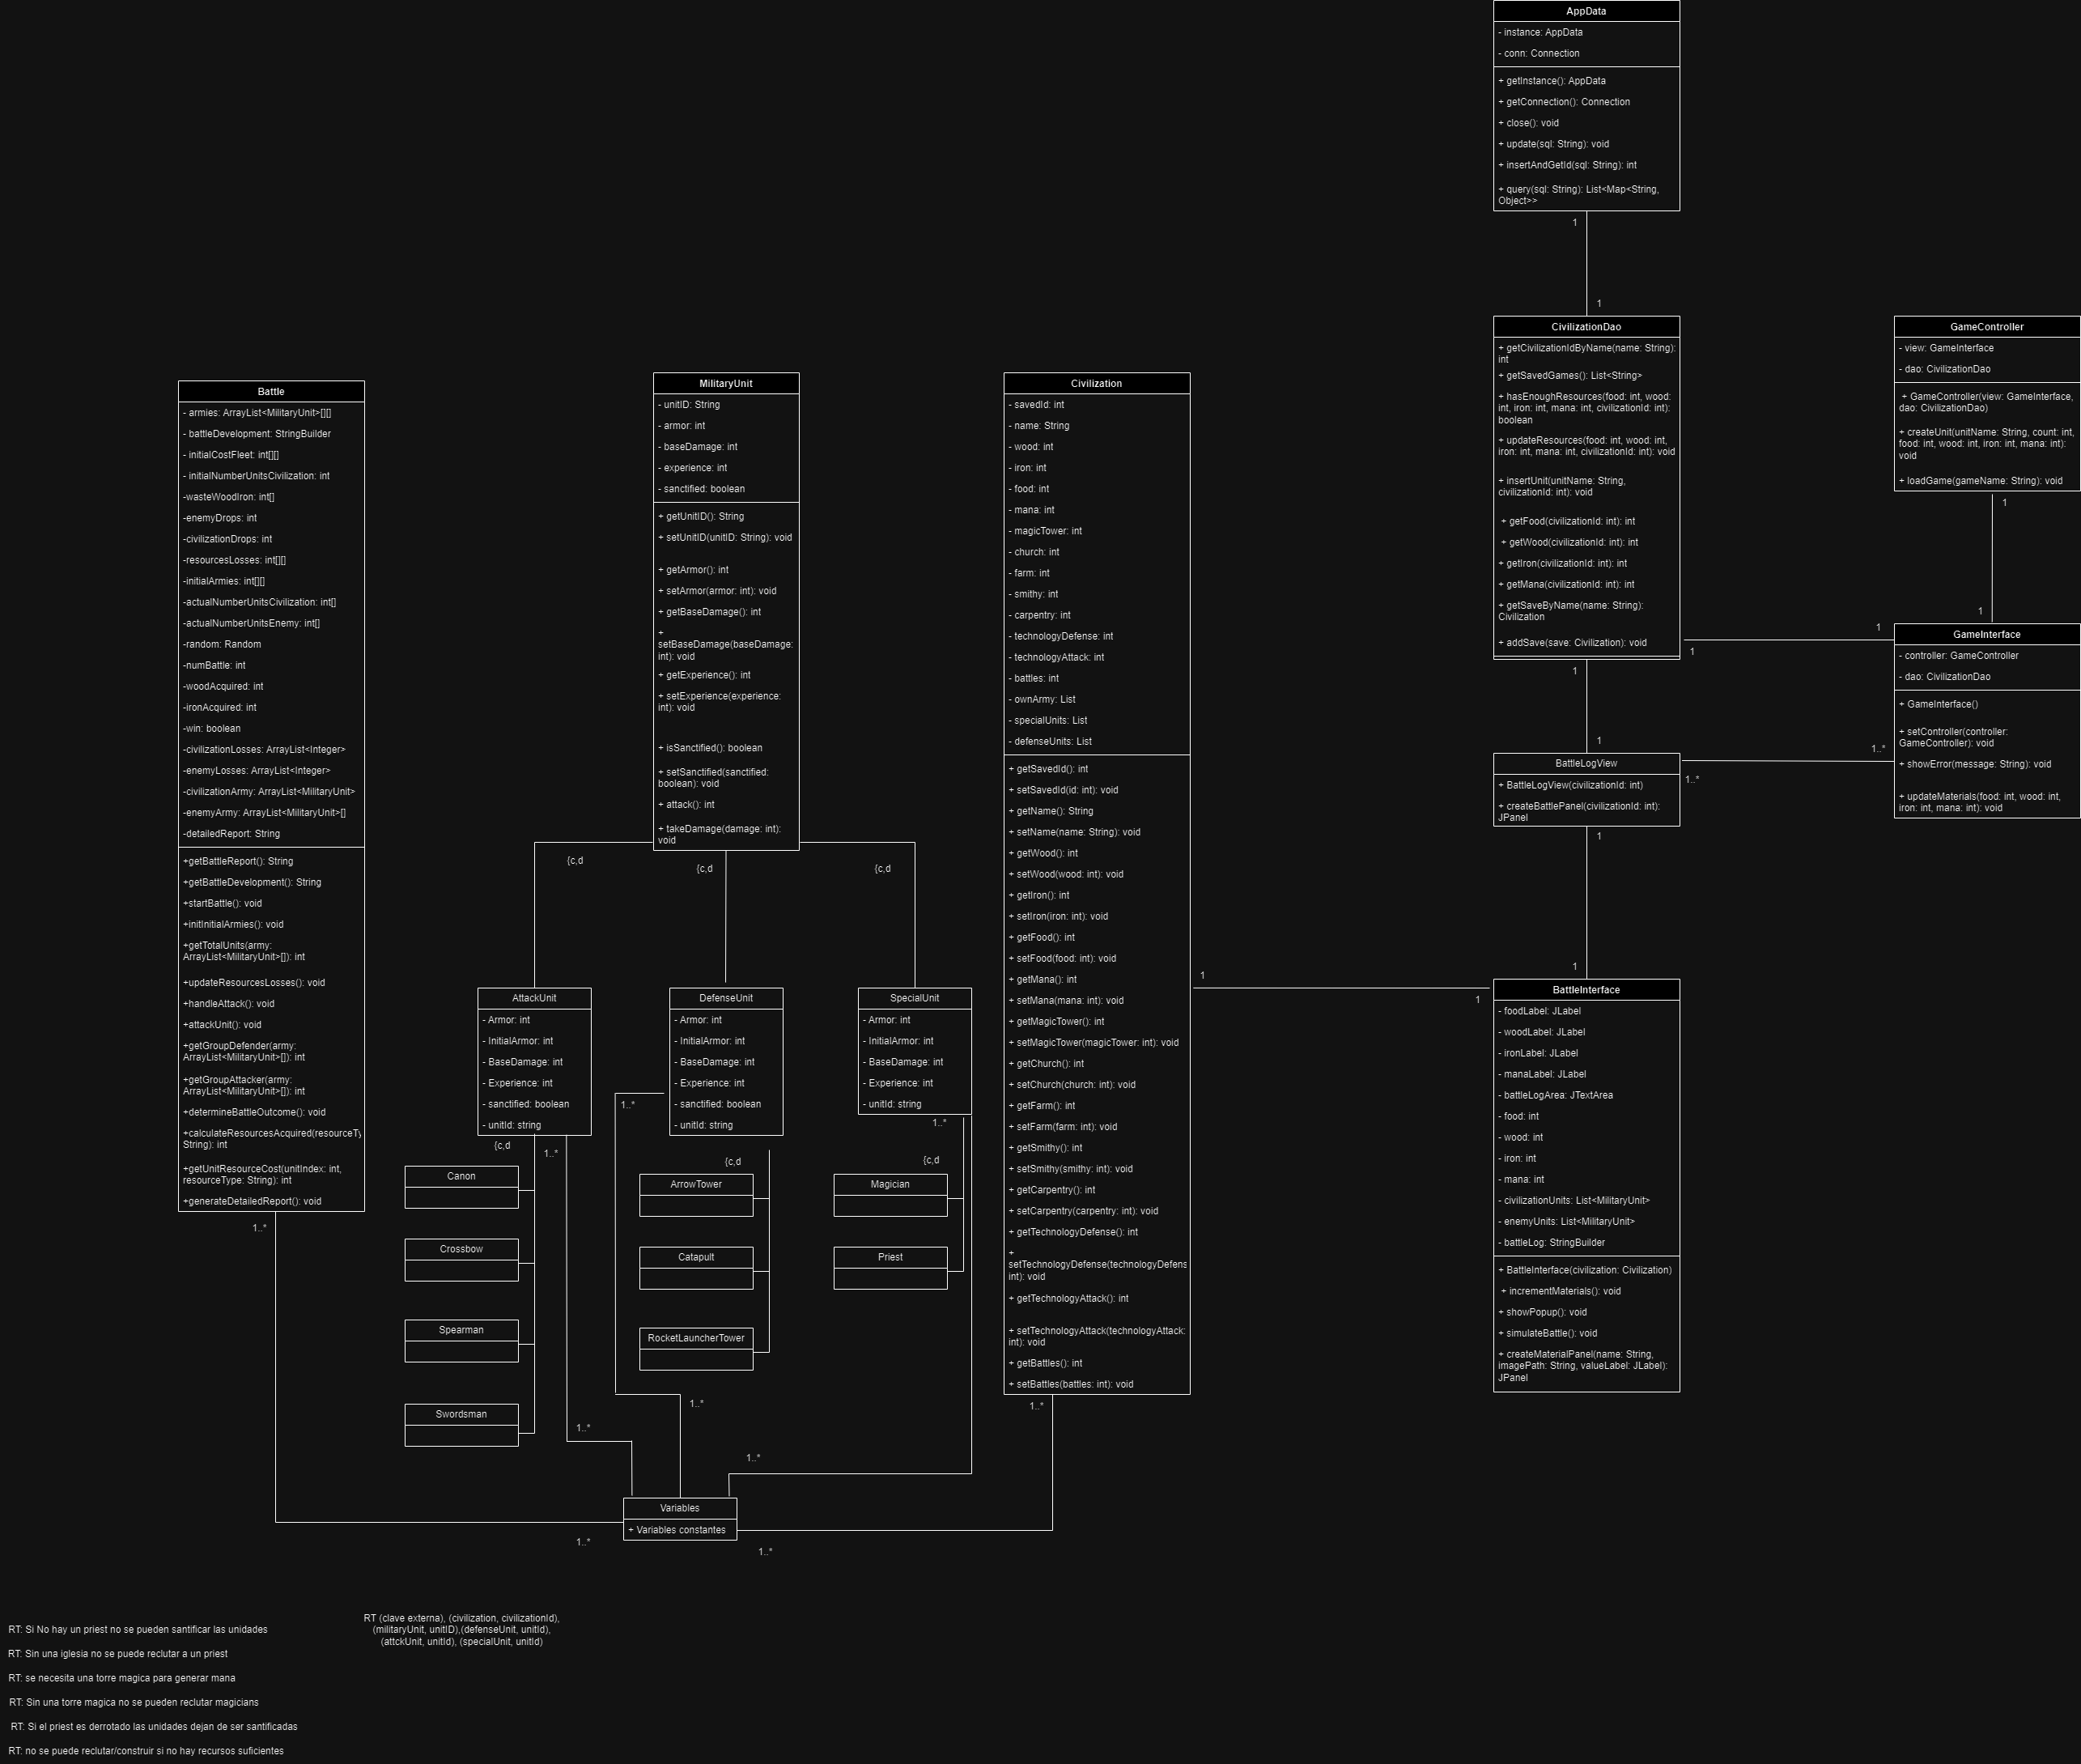 AppData
- instance: AppData
- conn: Connection
+ getInstance(): AppData
+ getConnection(): Connection
+ close(): void
+ update(sql: String): void
+ insertAndGetId(sql: String): int
+ query(sql: String): List<Map<String,
Object>>
1
1
CivilizationDao
+ getCivilizationIdByName(name: String):
int
+ getSavedGames(): List<String>
+ hasEnoughResources(food: int, wood:
int, iron: int, mana: int, civilizationId: int):
boolean
+ updateResources(food: int, wood: int,
iron: int, mana: int, civilizationId: int): void
+ insertUnit(unitName: String,
civilizationId: int): void
+ getFood(civilizationId: int): int
+ getWood(civilizationId: int): int
+ getIron(civilizationId: int): int
+ getMana(civilizationId: int): int
+ getSaveByName(name: String):
Civilization
+ addSave(save: Civilization): void
1
1
1
GameController
- view: GameInterface
- dao: CivilizationDao
+ GameController(view: GameInterface,
dao: CivilizationDao)
+ createUnit(unitName: String, count: int,
food: int, wood: int, iron: int, mana: int):
void
+ loadGame(gameName: String): void
1
1
GameInterface
- controller: GameController
- dao: CivilizationDao
+ GameInterface()
+ setController(controller:
GameController): void
+ showError(message: String): void
+ updateMaterials(food: int, wood: int,
iron: int, mana: int): void
1
1..*
1..*
BattleLogView
+ BattleLogView(civilizationId: int)
+ createBattlePanel(civilizationId: int):
JPanel
1
1
BattleInterface
- foodLabel: JLabel
- woodLabel: JLabel
- ironLabel: JLabel
- manaLabel: JLabel
- battleLogArea: JTextArea
- food: int
- wood: int
- iron: int
- mana: int
- civilizationUnits: List<MilitaryUnit>
- enemyUnits: List<MilitaryUnit>
- battleLog: StringBuilder
+ BattleInterface(civilization: Civilization)
+ incrementMaterials(): void
+ showPopup(): void
+ simulateBattle(): void
+ createMaterialPanel(name: String,
imagePath: String, valueLabel: JLabel):
JPanel
1
1
Battle
- armies: ArrayList<MilitaryUnit>[][]
- battleDevelopment: StringBuilder
- initialCostFleet: int[][]
- initialNumberUnitsCivilization: int
-wasteWoodIron: int[]
-enemyDrops: int
-civilizationDrops: int
-resourcesLosses: int[][]
-initialArmies: int[][]
-actualNumberUnitsCivilization: int[]
-actualNumberUnitsEnemy: int[]
-random: Random
-numBattle: int
-woodAcquired: int
-ironAcquired: int
-win: boolean
-civilizationLosses: ArrayList<Integer>
-enemyLosses: ArrayList<Integer>
-civilizationArmy: ArrayList<MilitaryUnit>
-enemyArmy: ArrayList<MilitaryUnit>[]
-detailedReport: String
+getBattleReport(): String
+getBattleDevelopment(): String
+startBattle(): void
+initInitialArmies(): void
+getTotalUnits(army:
ArrayList<MilitaryUnit>[]): int
+updateResourcesLosses(): void
+handleAttack(): void
+attackUnit(): void
+getGroupDefender(army:
ArrayList<MilitaryUnit>[]): int
+getGroupAttacker(army:
ArrayList<MilitaryUnit>[]): int
+determineBattleOutcome(): void
+calculateResourcesAcquired(resourceTy
String): int
+getUnitResourceCost(unitIndex: int,
resourceType: String): int
+generateDetailedReport(): void
1..*
MilitaryUnit
- unitID: String
- armor: int
- baseDamage: int
- experience: int
- sanctified: boolean
+ getUnitID(): String
+ setUnitID(unitID: String): void
+ getArmor(): int
+ setArmor(armor: int): void
+ getBaseDamage(): int
+
setBaseDamage(baseDamage:
int): void
+ getExperience(): int
+ setExperience(experience:
int): void
+ isSanctified(): boolean
+ setSanctified(sanctified:
boolean): void
+ attack(): int
+ takeDamage(damage: int):
void
{c,d
{c,d
{c,d
AttackUnit
- Armor: int
- InitialArmor: int
- BaseDamage: int
- Experience: int
- sanctified: boolean
- unitId: string
{c,d
1..*
DefenseUnit
- Armor: int
- InitialArmor: int
- BaseDamage: int
- Experience: int
- sanctified: boolean
- unitId: string
1..*
{c,d
SpecialUnit
- Armor: int
- InitialArmor: int
- BaseDamage: int
- Experience: int
- unitId: string
1..*
{c,d
Canon
Crossbow
Spearman
Swordsman
ArrowTower
Catapult
RocketLauncherTower
Magician
Priest
Civilization
- savedId: int
- name: String
- wood: int
- iron: int
- food: int
- mana: int
- magicTower: int
- church: int
- farm: int
- smithy: int
- carpentry: int
- technologyDefense: int
- technologyAttack: int
- battles: int
- ownArmy: List
- specialUnits: List
- defenseUnits: List
+ getSavedId(): int
+ setSavedId(id: int): void
+ getName(): String
+ setName(name: String): void
+ getWood(): int
+ setWood(wood: int): void
+ getIron(): int
+ setIron(iron: int): void
+ getFood(): int
+ setFood(food: int): void
+ getMana(): int
+ setMana(mana: int): void
+ getMagicTower(): int
+ setMagicTower(magicTower: int): void
+ getChurch(): int
+ setChurch(church: int): void
+ getFarm(): int
+ setFarm(farm: int): void
+ getSmithy(): int
+ setSmithy(smithy: int): void
+ getCarpentry(): int
+ setCarpentry(carpentry: int): void
+ getTechnologyDefense(): int
+
setTechnologyDefense(technologyDefens
int): void
+ getTechnologyAttack(): int
+ setTechnologyAttack(technologyAttack:
int): void
+ getBattles(): int
+ setBattles(battles: int): void
1..*
1..*
1..*
1..*
Variables
+ Variables constantes
1..*
1..*
RT: Si No hay un priest no se pueden santificar las unidades
RT: Sin una iglesia no se puede reclutar a un priest
RT: se necesita una torre magica para generar mana
RT: Sin una torre magica no se pueden reclutar magicians
RT: Si el priest es derrotado las unidades dejan de ser santificadas
RT: no se puede reclutar/construir si no hay recursos suficientes
RT (clave externa), (civilization, civilizationId),
(militaryUnit, unitID),(defenseUnit, unitId),
(attckUnit, unitId), (specialUnit, unitId)